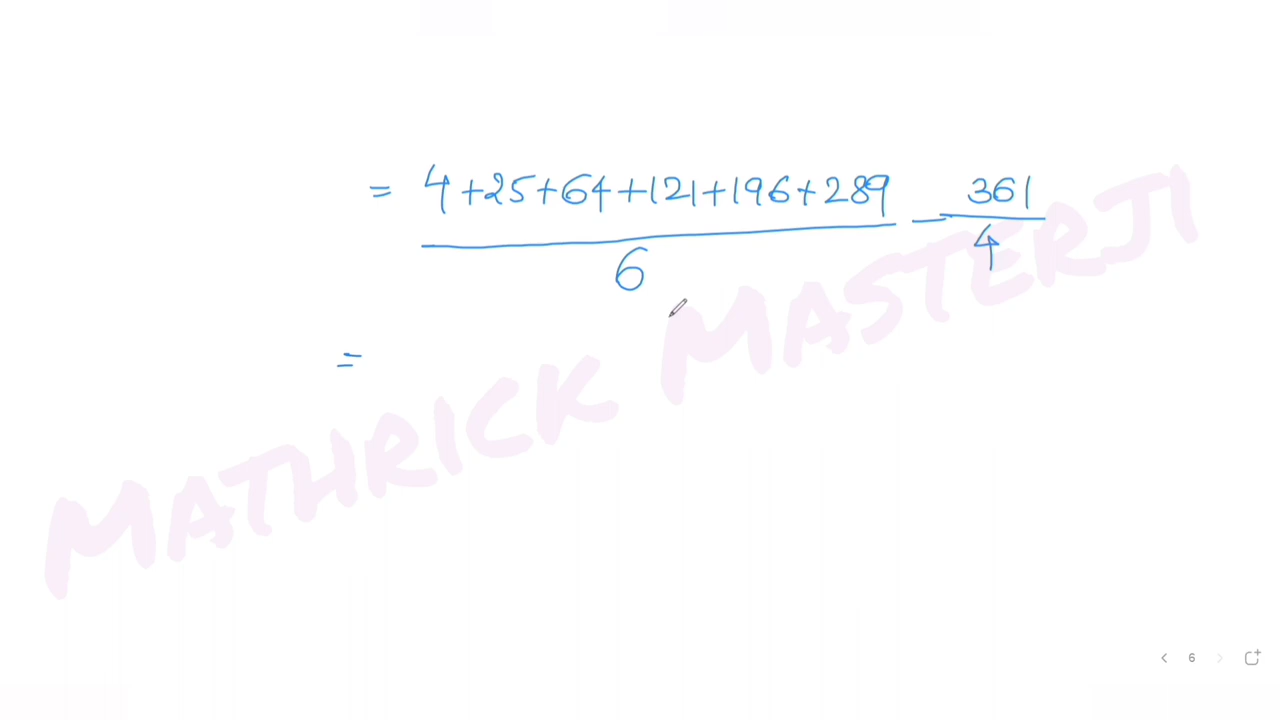 = 4+25+64+121+196+289 / 6 - 361 / 4
=
MATHRICK MASTERJI
< 6 >